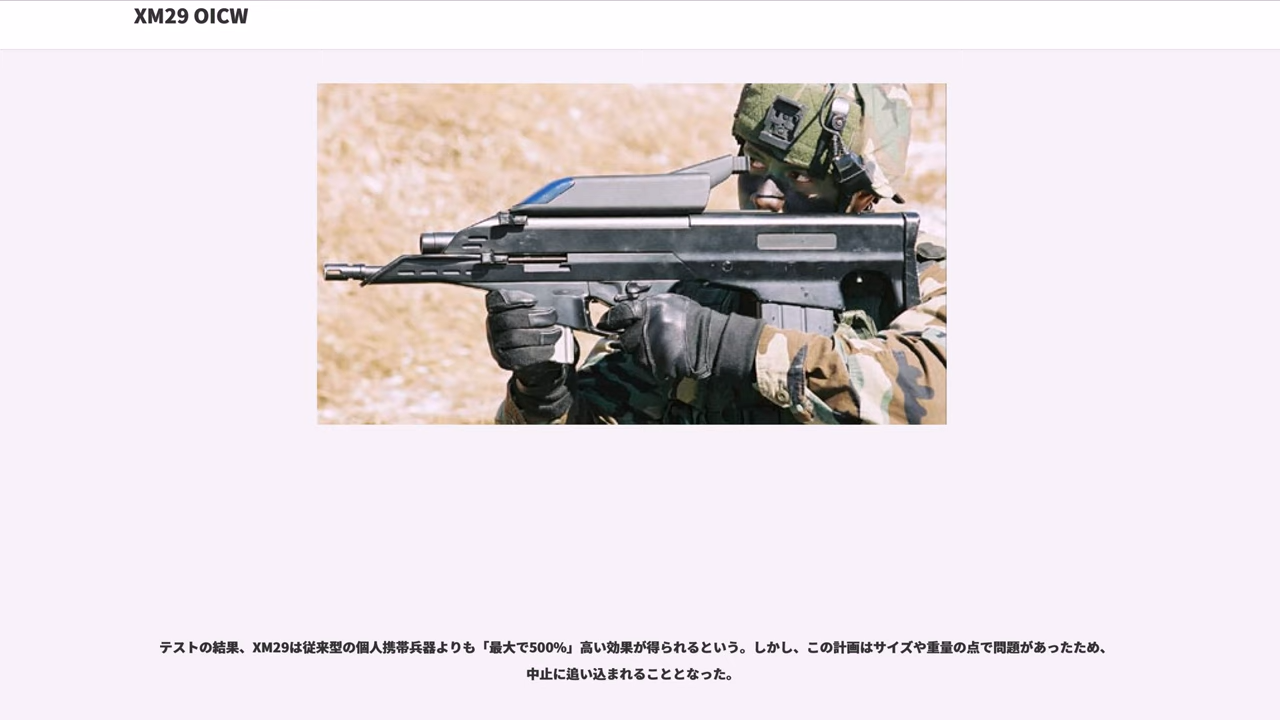 XM29 OICW
テストの結果、XM29は従来型の個人携帯兵器よりも「最大で500%」高い効果が得られるという。しかし、この計画はサイズや重量の点で問題があったため、
中止に追い込まれることとなった。